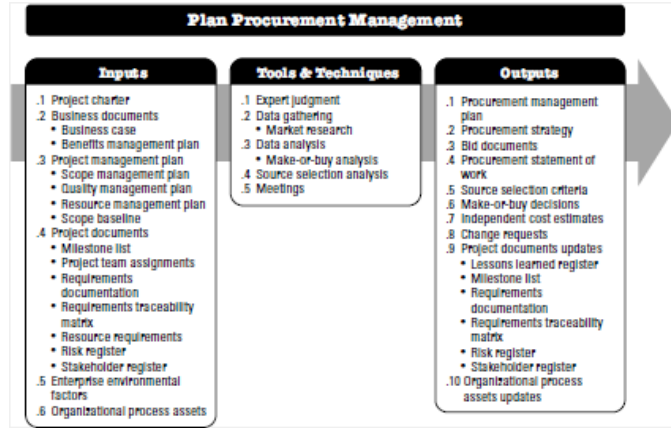 Plan Procurement Management
Inputs
.1 Project charter
.2 Business documents
• Business case
• Benefits management plan
.3 Project management plan
• Scope management plan
• Quality management plan
• Resource management plan
• Scope baseline
.4 Project documents
• Milestone list
• Project team assignments
• Requirements
documentation
• Requirements traceability
matrix
• Resource requirements
• Risk register
• Stakeholder register
.5 Enterprise environmental
factors
.6 Organizational process assets
Tools & Techniques
.1 Expert judgment
.2 Data gathering
• Market research
.3 Data analysis
• Make-or-buy analysis
.4 Source selection analysis
.5 Meetings
Outputs
.1 Procurement management
plan
.2 Procurement strategy
.3 Bid documents
.4 Procurement statement of
work
.5 Source selection criteria
.6 Make-or-buy decisions
.7 Independent cost estimates
.8 Change requests
.9 Project documents updates
• Lessons learned register
• Milestone list
• Requirements
documentation
• Requirements traceability
matrix
• Risk register
• Stakeholder register
.10 Organizational process
assets updates